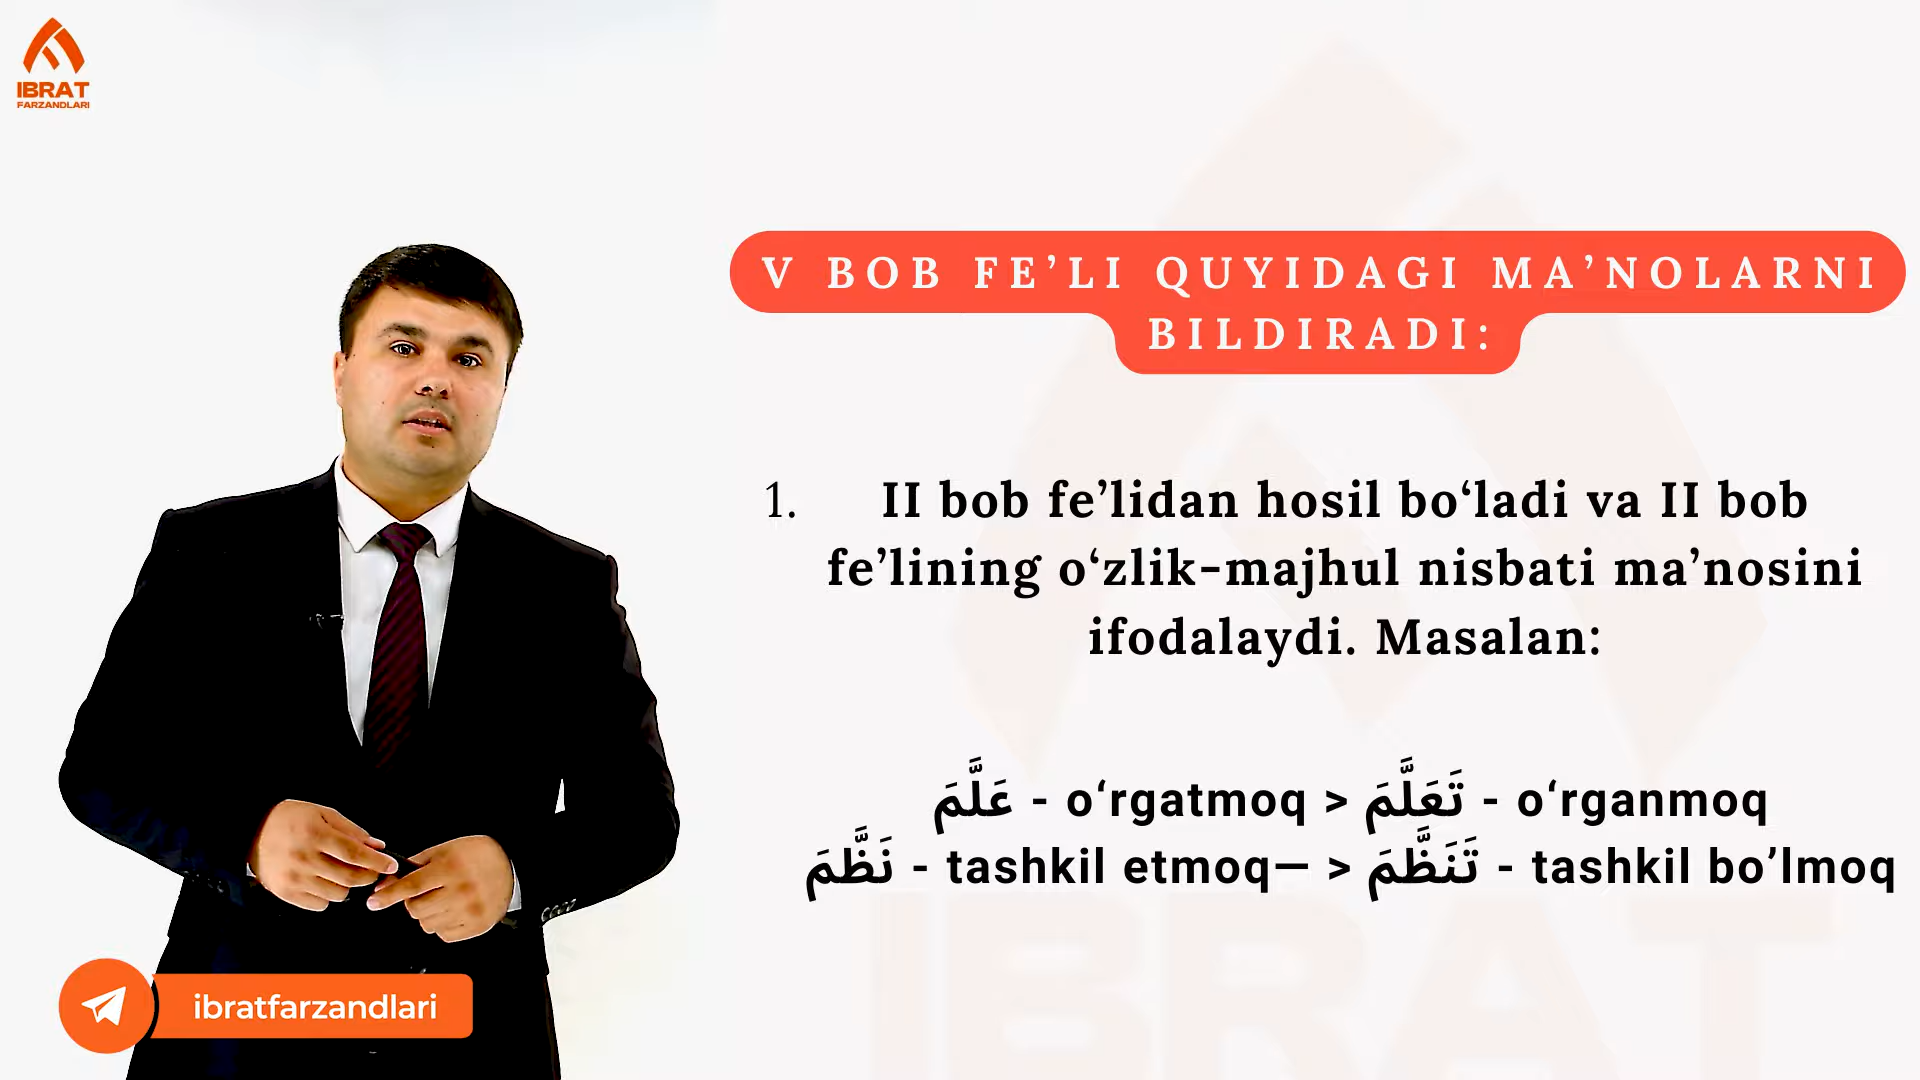 IBRAT
FARZANDLARI
V BOB FE’LI QUYIDAGI MA’NOLARNI
BILDIRADI:
1. II bob fe’lidan hosil bo‘ladi va II bob
fe’lining o‘zlik-majhul nisbati ma’nosini
ifodalaydi. Masalan:
عَلَّمَ - o‘rgatmoq > تَعَلَّمَ - o‘rganmoq
نَظَّمَ - tashkil etmoq— > تَنَظَّمَ - tashkil bo’lmoq
ibratfarzandlari
IBRAT